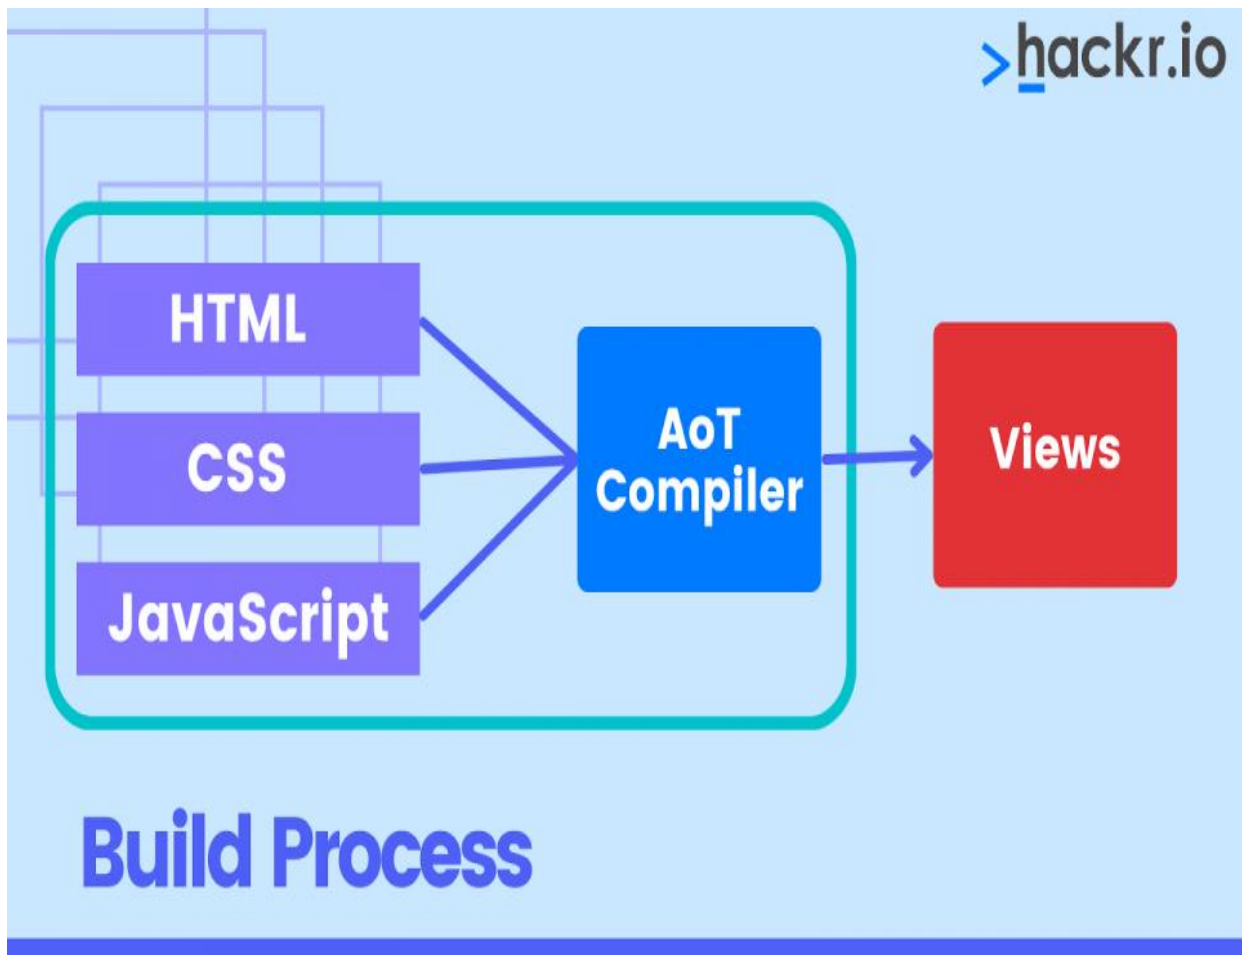 >hackr.io
HTML
CSS
JavaScript
AoT
Compiler
Views
Build Process